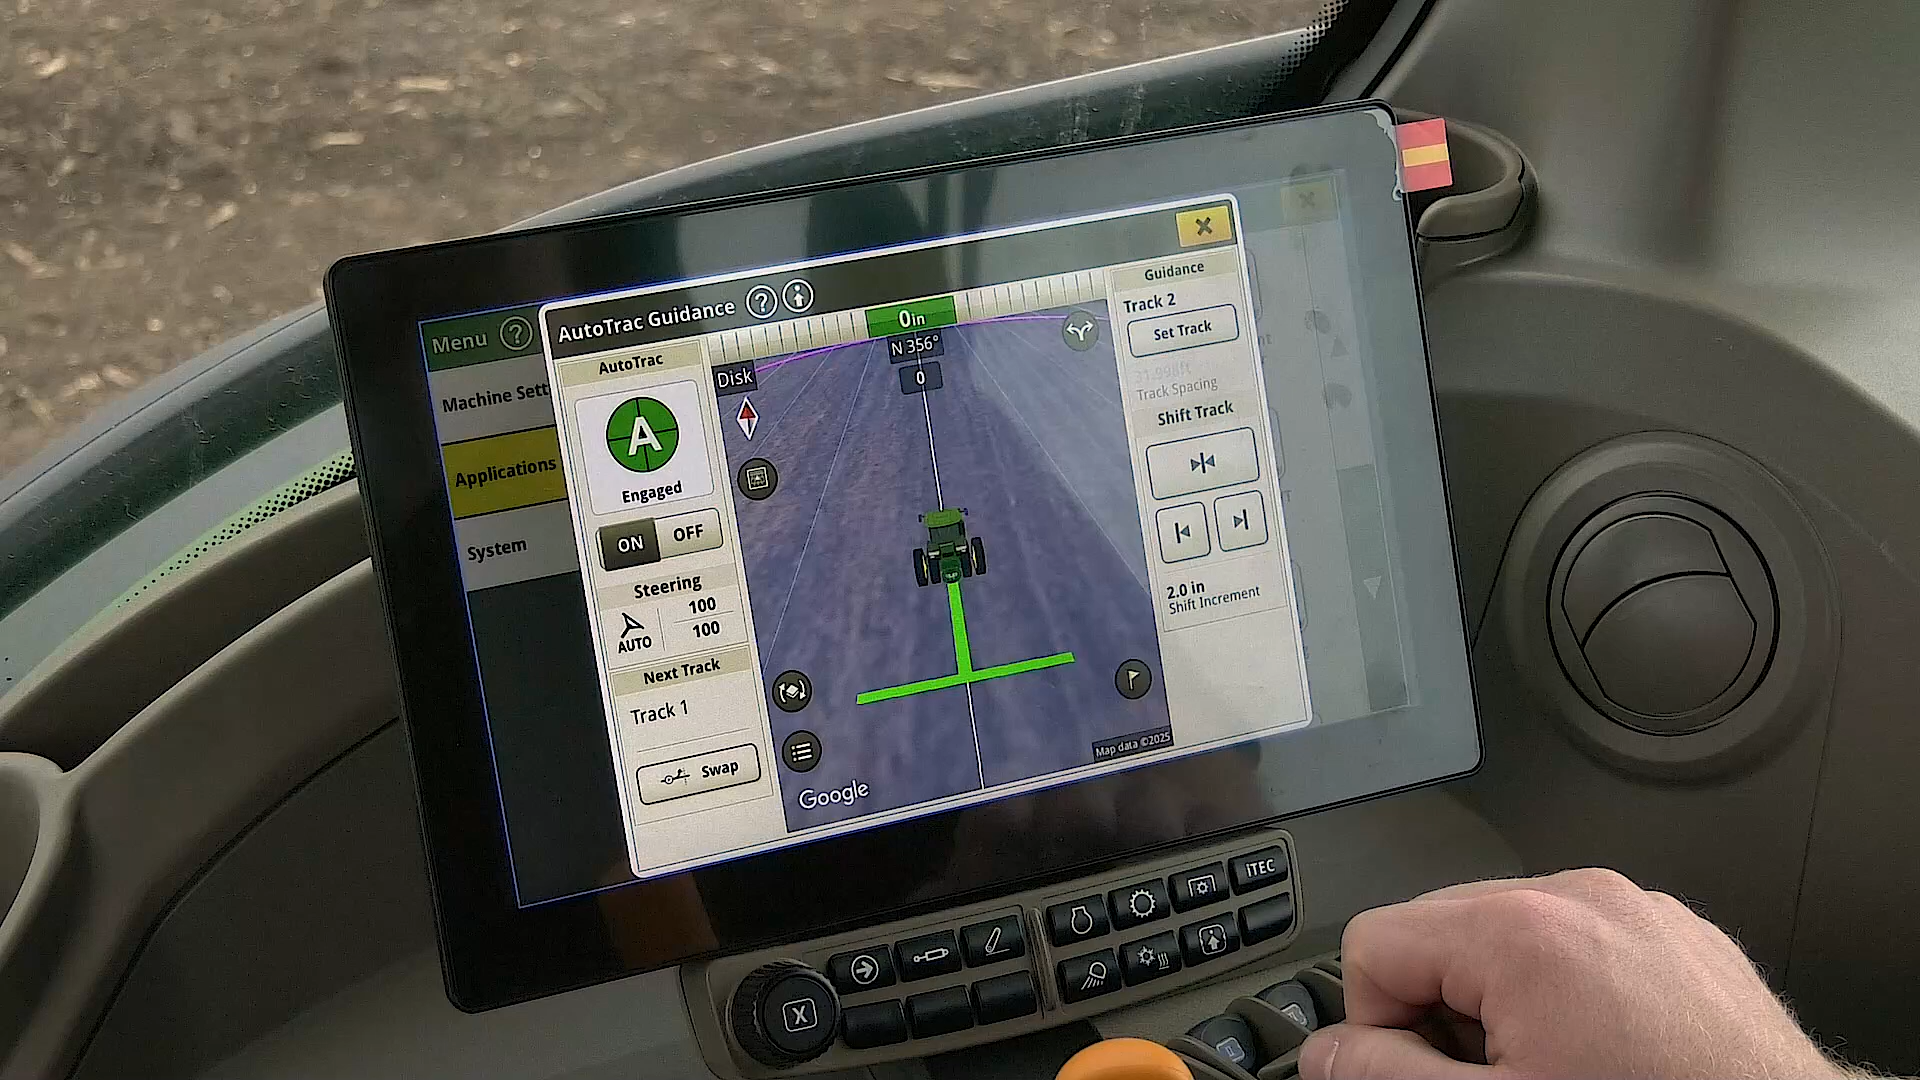 Menu
Machine Sett
Applications
System
AutoTrac Guidance
AutoTrac
A
Engaged
ON
OFF
Steering
AUTO
100
100
Next Track
Track 1
Swap
0in
N 356°
0
Disk
Google
Map data ©2025
Guidance
Track 2
Set Track
31.998ft
Track Spacing
Shift Track
2.0 in
Shift Increment
X
iTEC